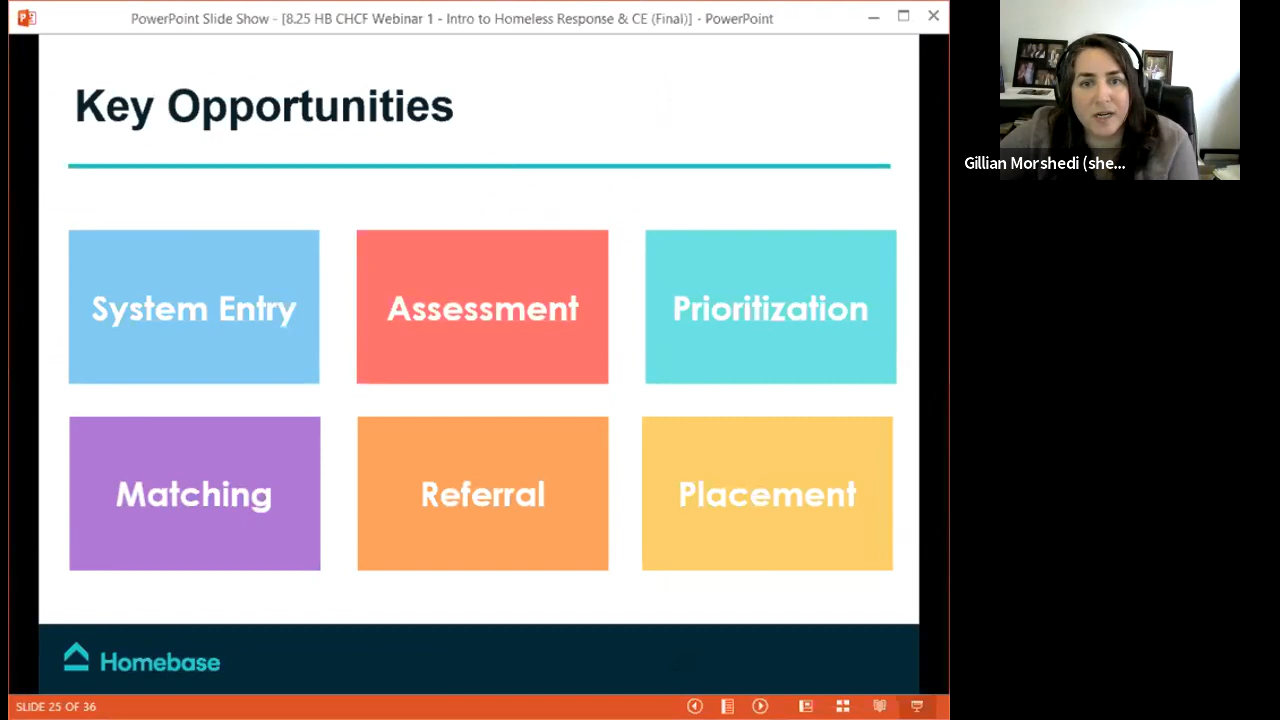 PowerPoint Slide Show - [8.25 HB CHCF Webinar 1 - Intro to Homeless Response & CE (Final)] - PowerPoint
Key Opportunities
System Entry
Assessment
Prioritization
Matching
Referral
Placement
Homebase
SLIDE 25 OF 36
Gillian Morshedi (she...